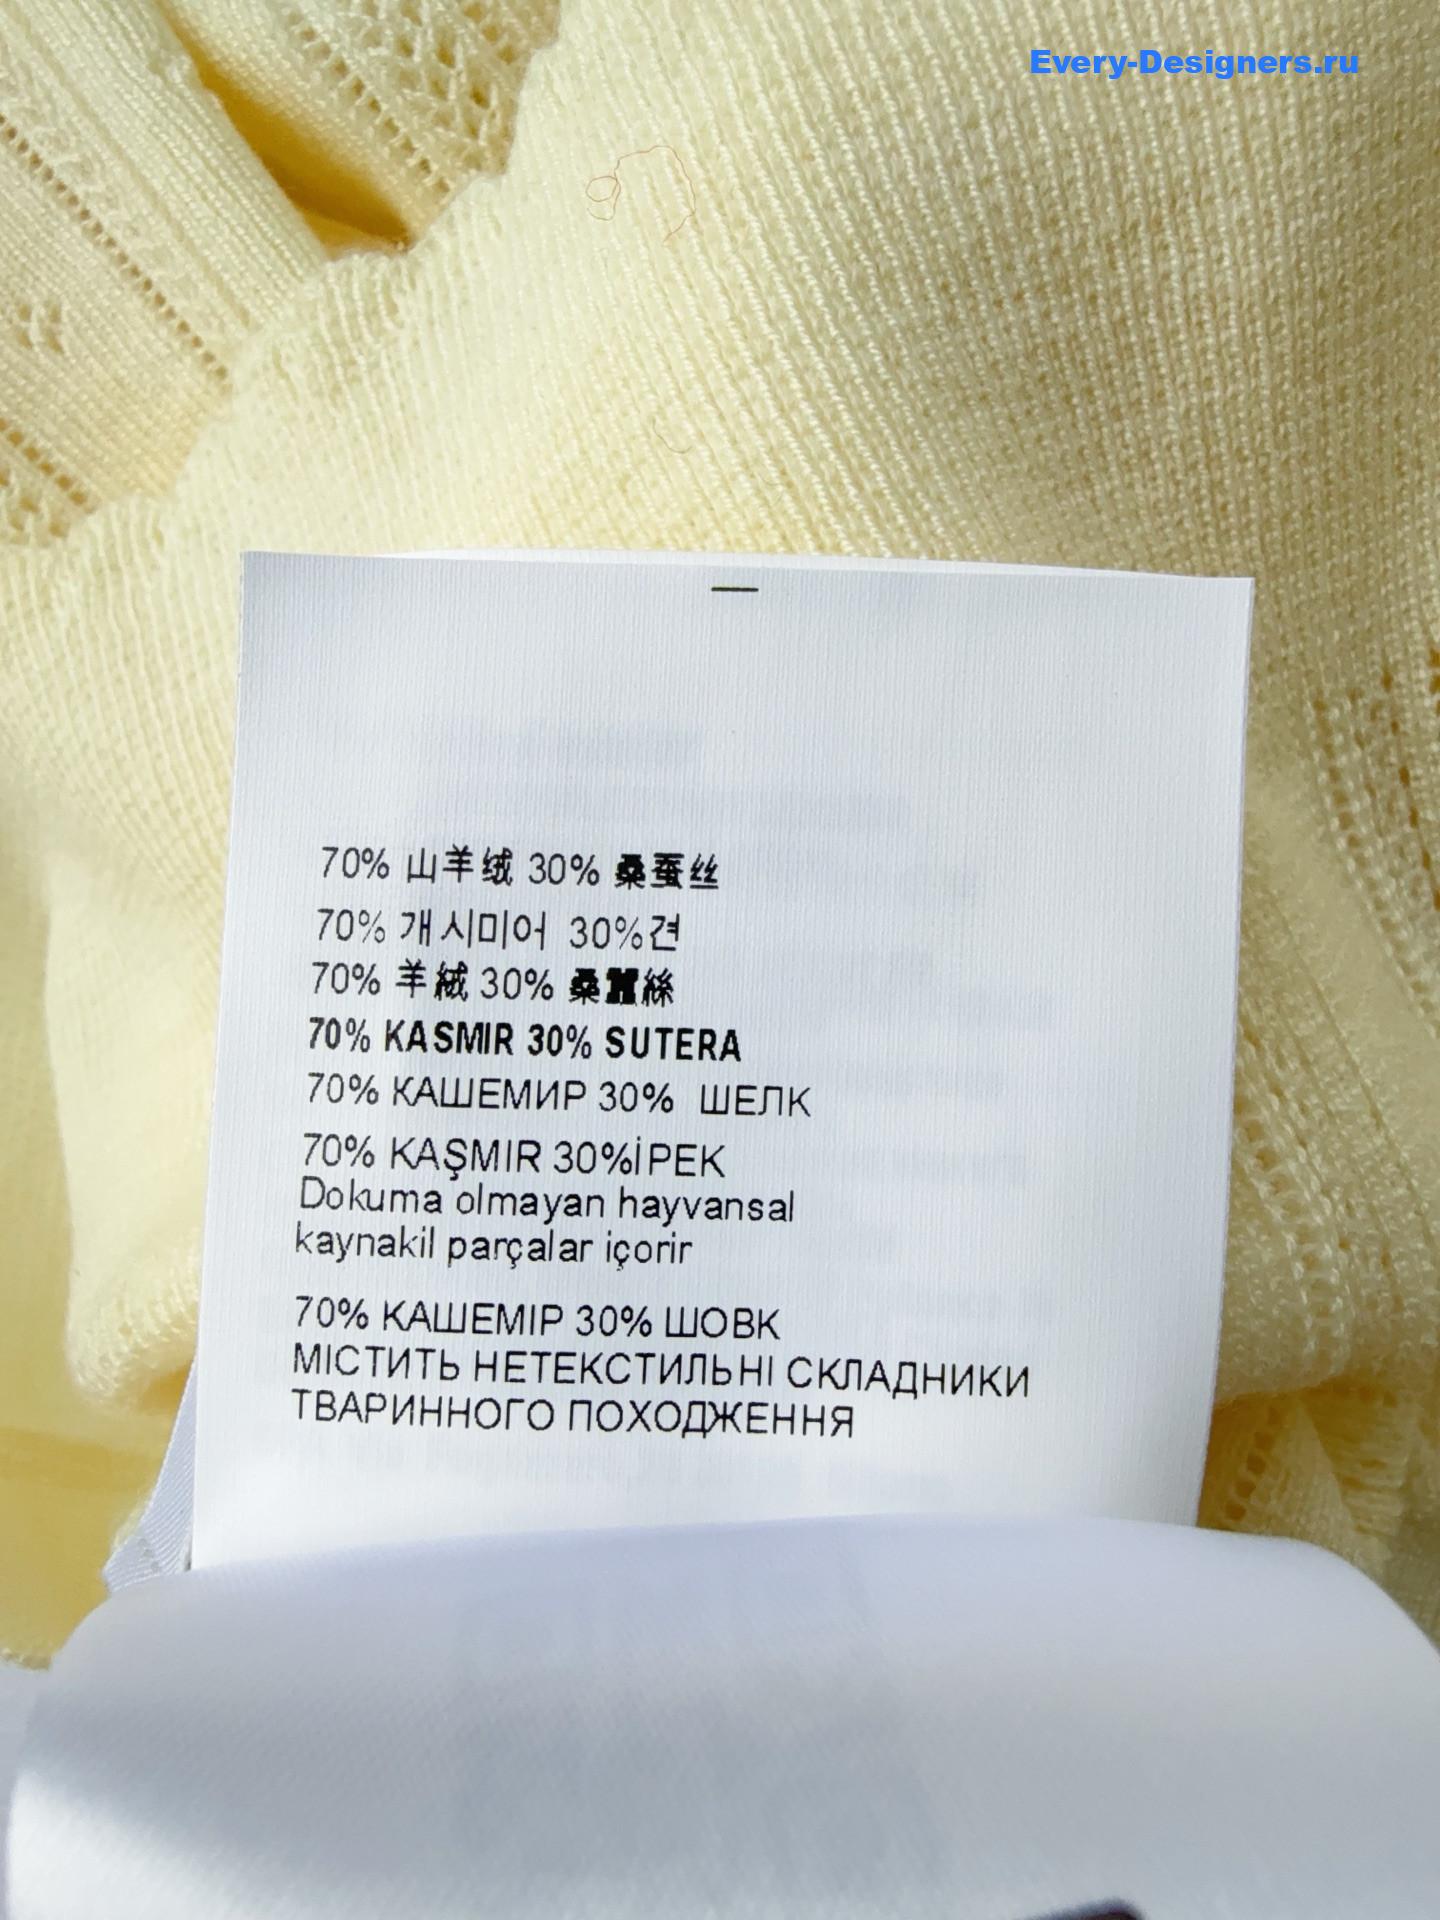 Every-Designers.ru
70% 山羊绒 30% 桑蚕丝
70% 개시미어 30%견
70% 羊絨 30% 桑絲
70% KASMIR 30% SUTERA
70% КАШЕМИР 30% ШЕЛК
70% KAŞMIR 30%İPEK
Dokuma olmayan hayvansal
kaynakil parçalar içorir
70% КАШЕМІР 30% ШОВК
МІСТИТЬ НЕТЕКСТИЛЬНІ СКЛАДНИКИ
ТВАРИННОГО ПОХОДЖЕННЯ